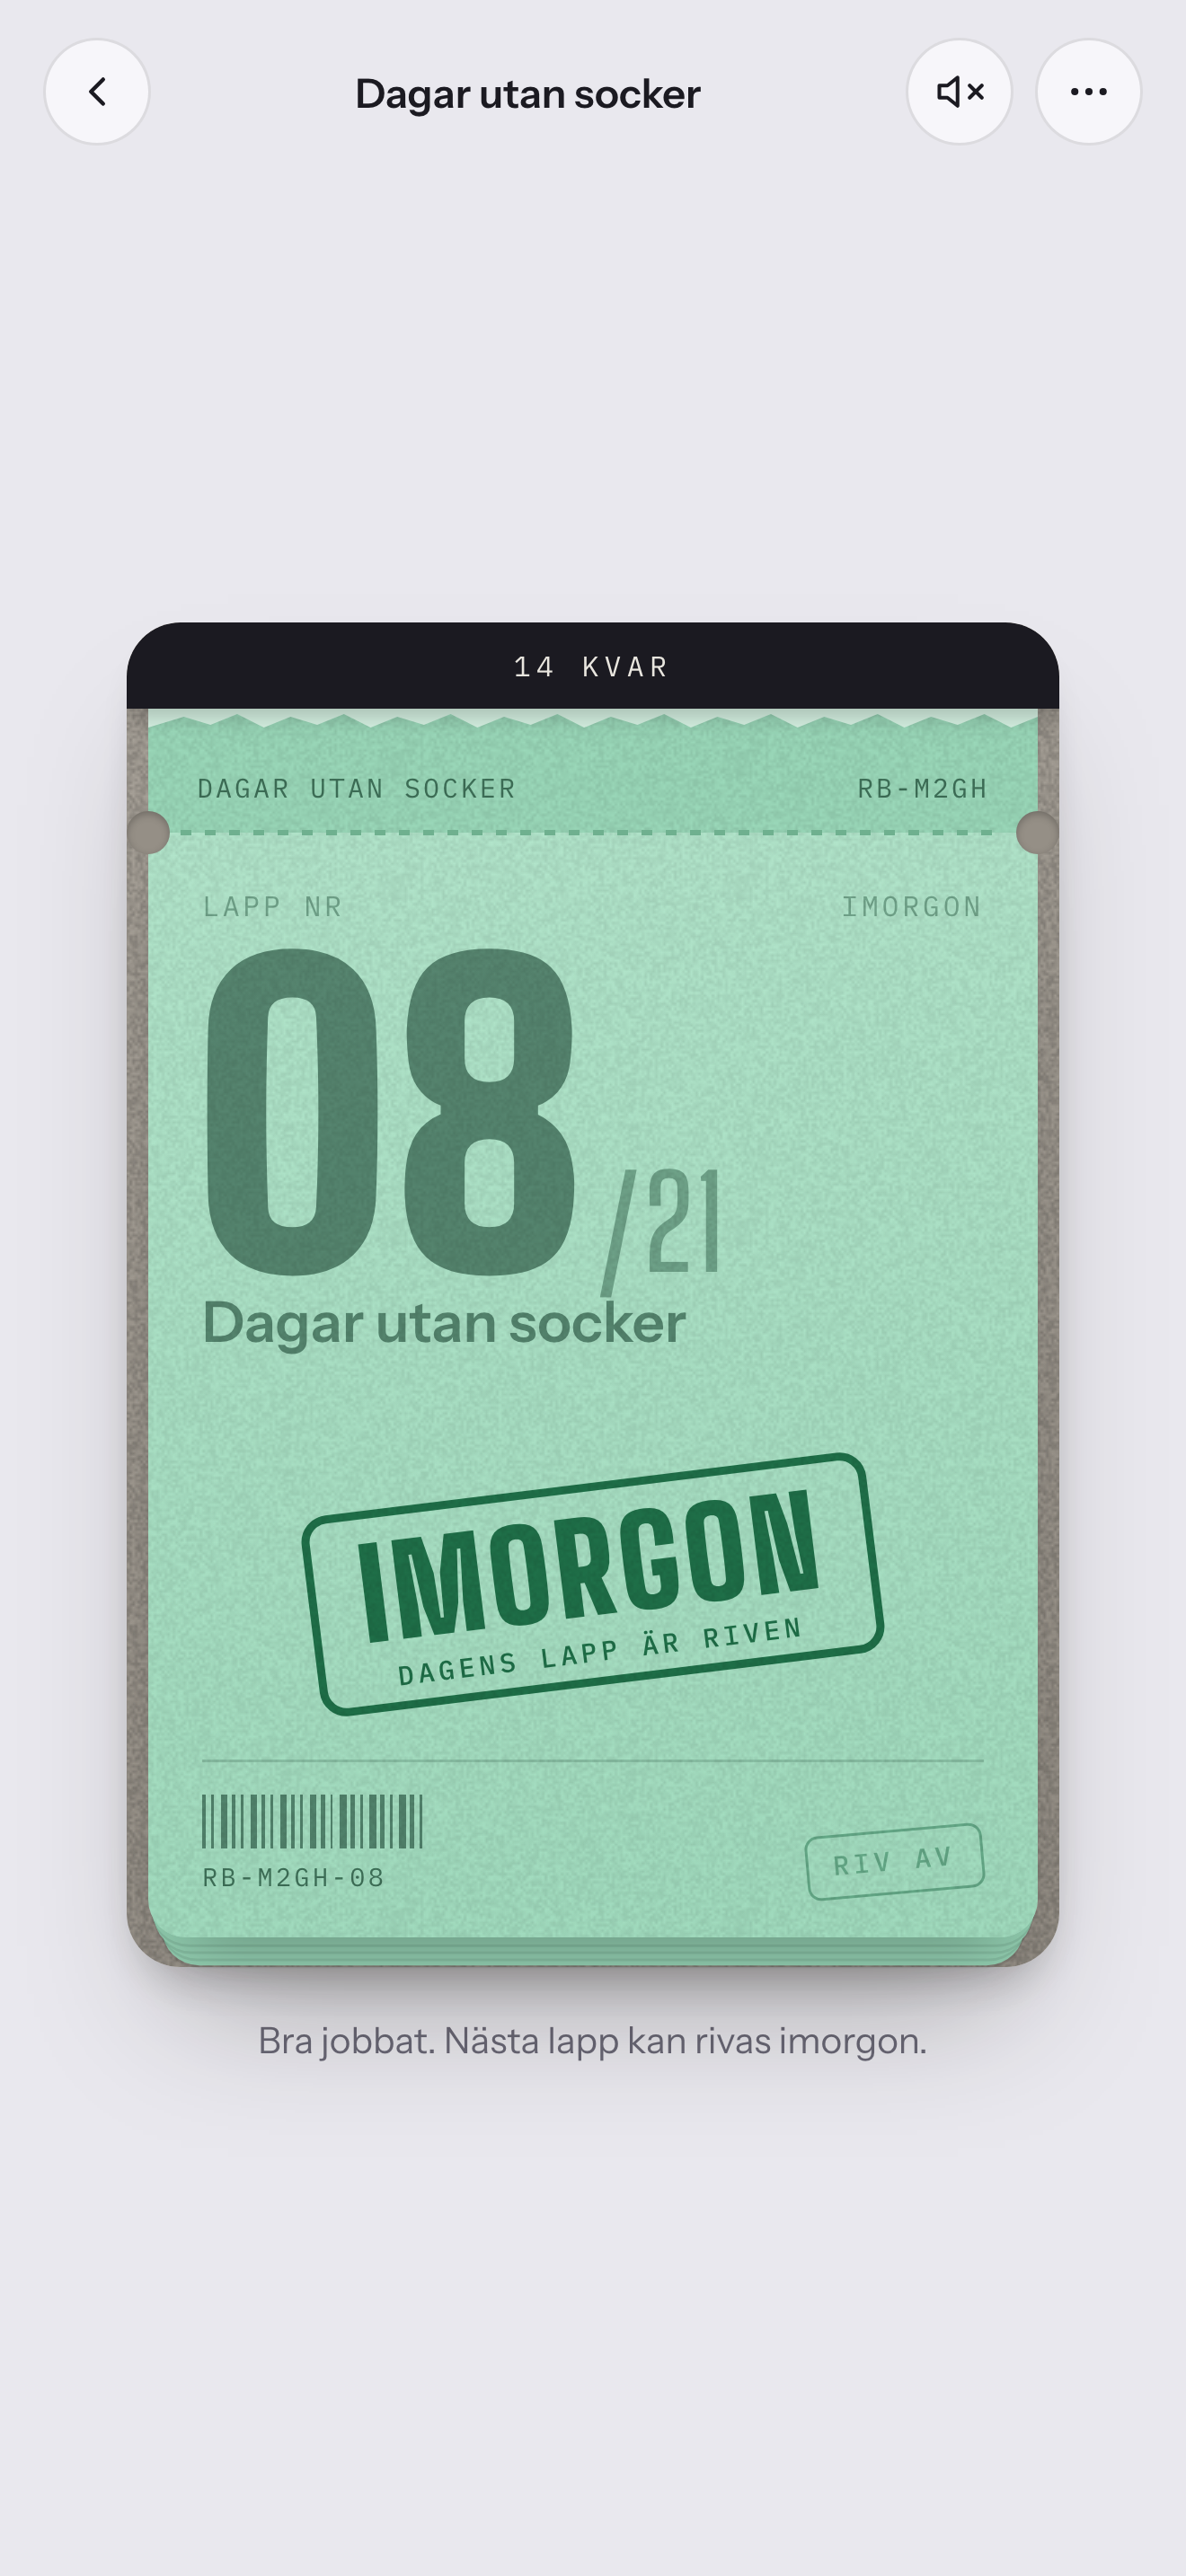 Dagar utan socker
14 KVAR
DAGAR UTAN SOCKER RB-M2GH
LAPP NR IMORGON
08/21
Dagar utan socker
IMORGON
DAGENS LAPP ÄR RIVEN
RB-M2GH-08
RIV AV
Bra jobbat. Nästa lapp kan rivas imorgon.